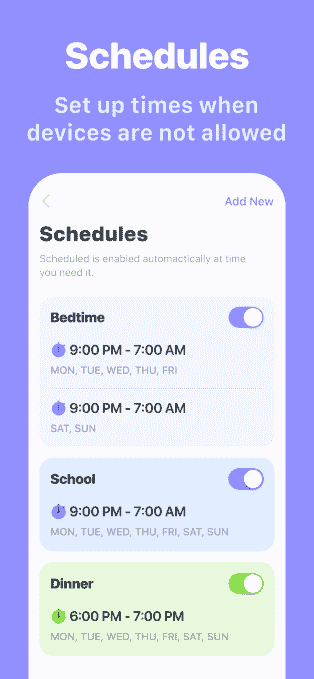 Schedules
Set up times when
devices are not allowed
Add New
Schedules
Scheduled is enabled automactically at time
you need it.
Bedtime
9:00 PM - 7:00 AM
MON, TUE, WED, THU, FRI
9:00 PM - 7:00 AM
SAT, SUN
School
9:00 PM - 7:00 AM
MON, TUE, WED, THU, FRI, SAT, SUN
Dinner
6:00 PM - 7:00 PM
MON, TUE, WED, THU, FRI, SAT, SUN